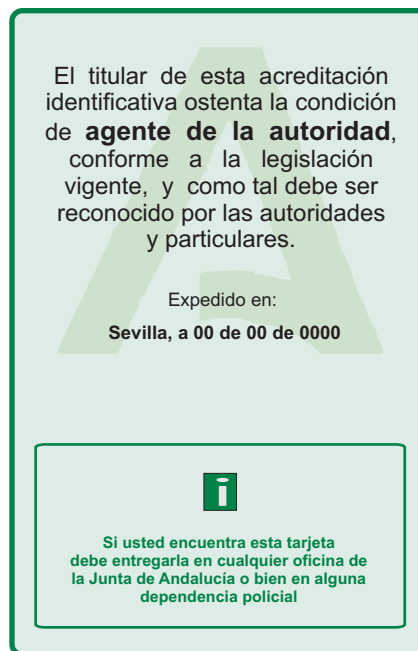 El titular de esta acreditación
identificativa ostenta la condición
de agente de la autoridad,
conforme a la legislación
vigente, y como tal debe ser
reconocido por las autoridades
y particulares.
Expedido en:
Sevilla, a 00 de 00 de 0000
i
Si usted encuentra esta tarjeta
debe entregarla en cualquier oficina de
la Junta de Andalucía o bien en alguna
dependencia policial